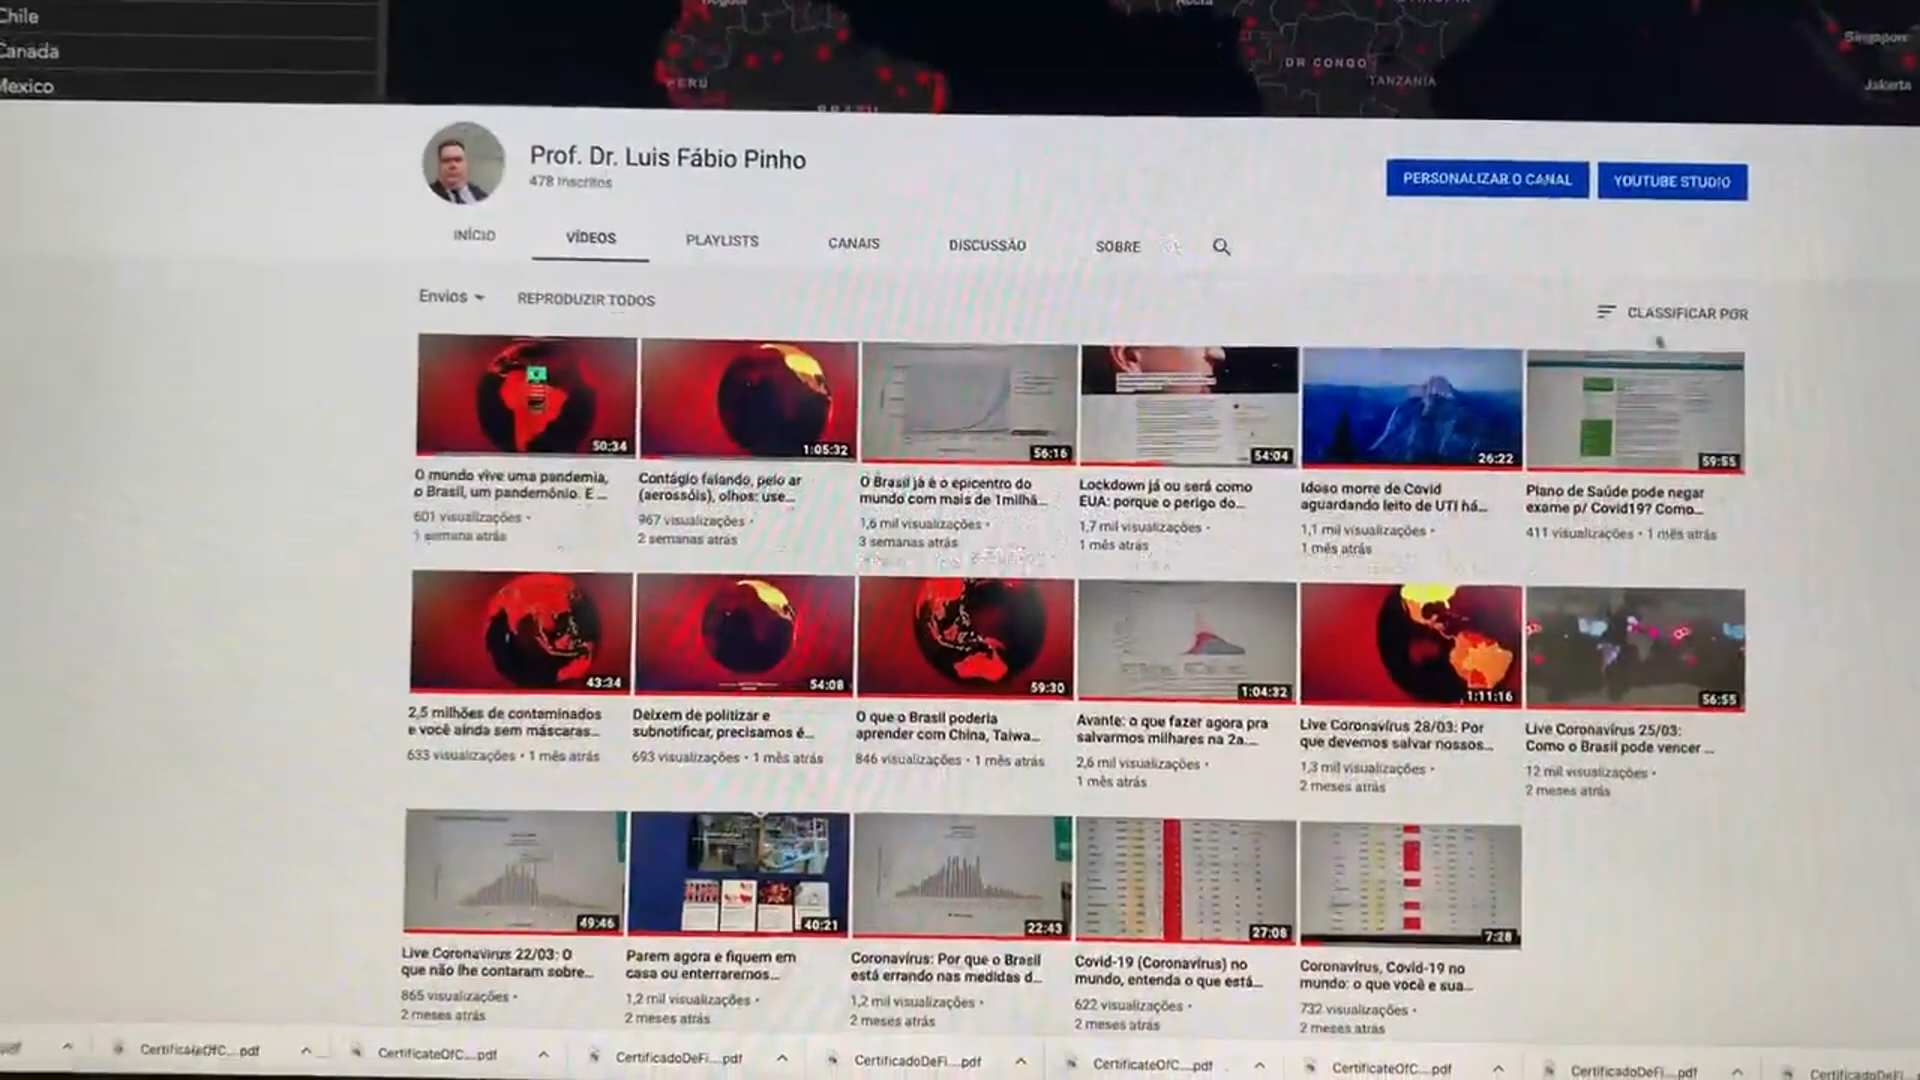 Chile
Canada
Mexico
PERU
BRAZIL
DR CONGO
TANZANIA
Singapore
Jakarta
Prof. Dr. Luis Fábio Pinho
478 inscritos
PERSONALIZAR O CANAL
YOUTUBE STUDIO
INÍCIO
VÍDEOS
PLAYLISTS
CANAIS
DISCUSSÃO
SOBRE
Envios
REPRODUZIR TODOS
CLASSIFICAR POR
50:34
1:05:32
56:16
54:04
26:22
59:55
O mundo vive uma pandemia,
o Brasil, um pandemônio. E ...
601 visualizações •
1 semana atrás
Contágio falando, pelo ar
(aerossóis), olhos: use...
967 visualizações •
2 semanas atrás
O Brasil já é o epicentro do
mundo com mais de 1milhã...
1,6 mil visualizações •
3 semanas atrás
Lockdown já ou será como
EUA: porque o perigo do...
1,7 mil visualizações •
1 mês atrás
Idoso morre de Covid
aguardando leito de UTI há...
1,1 mil visualizações •
1 mês atrás
Plano de Saúde pode negar
exame p/ Covid19? Como...
411 visualizações • 1 mês atrás
43:34
54:08
59:30
1:04:32
1:11:16
56:55
2,5 milhões de contaminados
e você ainda sem máscaras...
633 visualizações • 1 mês atrás
Deixem de politizar e
subnotificar, precisamos é...
693 visualizações • 1 mês atrás
O que o Brasil poderia
aprender com China, Taiwa...
846 visualizações • 1 mês atrás
Avante: o que fazer agora pra
salvarmos milhares na 2a....
2,6 mil visualizações •
1 mês atrás
Live Coronavírus 28/03: Por
que devemos salvar nossos...
1,3 mil visualizações •
2 meses atrás
Live Coronavírus 25/03:
Como o Brasil pode vencer ...
12 mil visualizações •
2 meses atrás
49:46
40:21
22:43
27:08
7:28
Live Coronavírus 22/03: O
que não lhe contaram sobre...
865 visualizações •
2 meses atrás
Parem agora e fiquem em
casa ou enterraremos...
1,2 mil visualizações •
2 meses atrás
Coronavírus: Por que o Brasil
está errando nas medidas d...
1,2 mil visualizações •
2 meses atrás
Covid-19 (Coronavírus) no
mundo, entenda o que está...
622 visualizações •
2 meses atrás
Coronavírus, Covid-19 no
mundo: o que você e sua...
732 visualizações •
2 meses atrás
CertificateOfC....pdf
CertificateOfC....pdf
CertificadoDeFi....pdf
CertificadoDeFi....pdf
CertificateOfC....pdf
CertificateOfC....pdf
CertificadoDeFi....pdf
CertificadoDeFi...